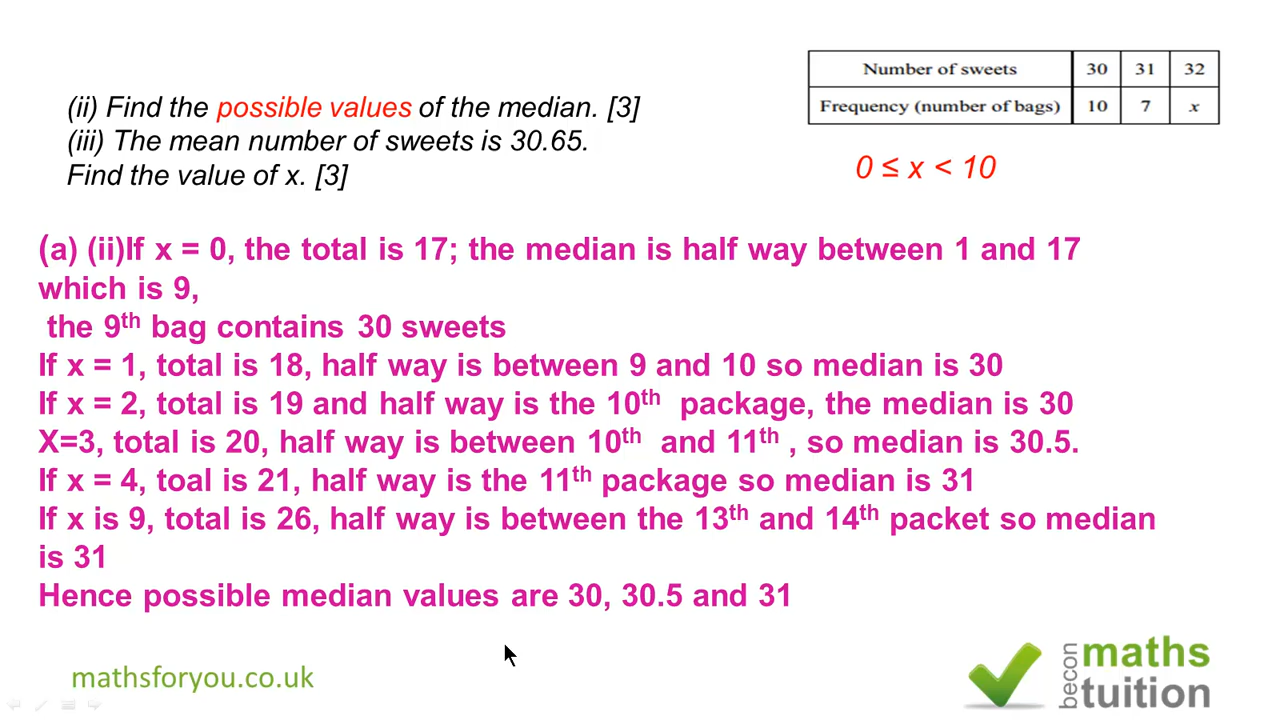 (ii) Find the possible values of the median. [3]
(iii) The mean number of sweets is 30.65.
Find the value of x. [3]
Number of sweets 30 31 32
Frequency (number of bags) 10 7 x
0 ≤ x < 10
(a) (ii)If x = 0, the total is 17; the median is half way between 1 and 17
which is 9,
the 9th bag contains 30 sweets
If x = 1, total is 18, half way is between 9 and 10 so median is 30
If x = 2, total is 19 and half way is the 10th package, the median is 30
X=3, total is 20, half way is between 10th and 11th , so median is 30.5.
If x = 4, toal is 21, half way is the 11th package so median is 31
If x is 9, total is 26, half way is between the 13th and 14th packet so median
is 31
Hence possible median values are 30, 30.5 and 31
mathsforyou.co.uk
becon
maths
tuition